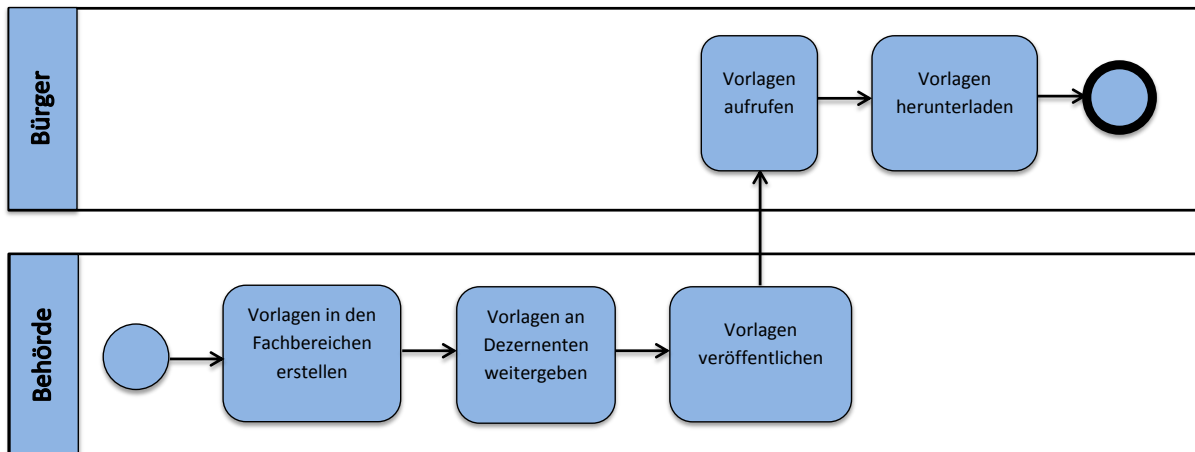 Bürger
Vorlagen
aufrufen
Vorlagen
herunterladen
Behörde
Vorlagen in den
Fachbereichen
erstellen
Vorlagen an
Dezernenten
weitergeben
Vorlagen
veröffentlichen